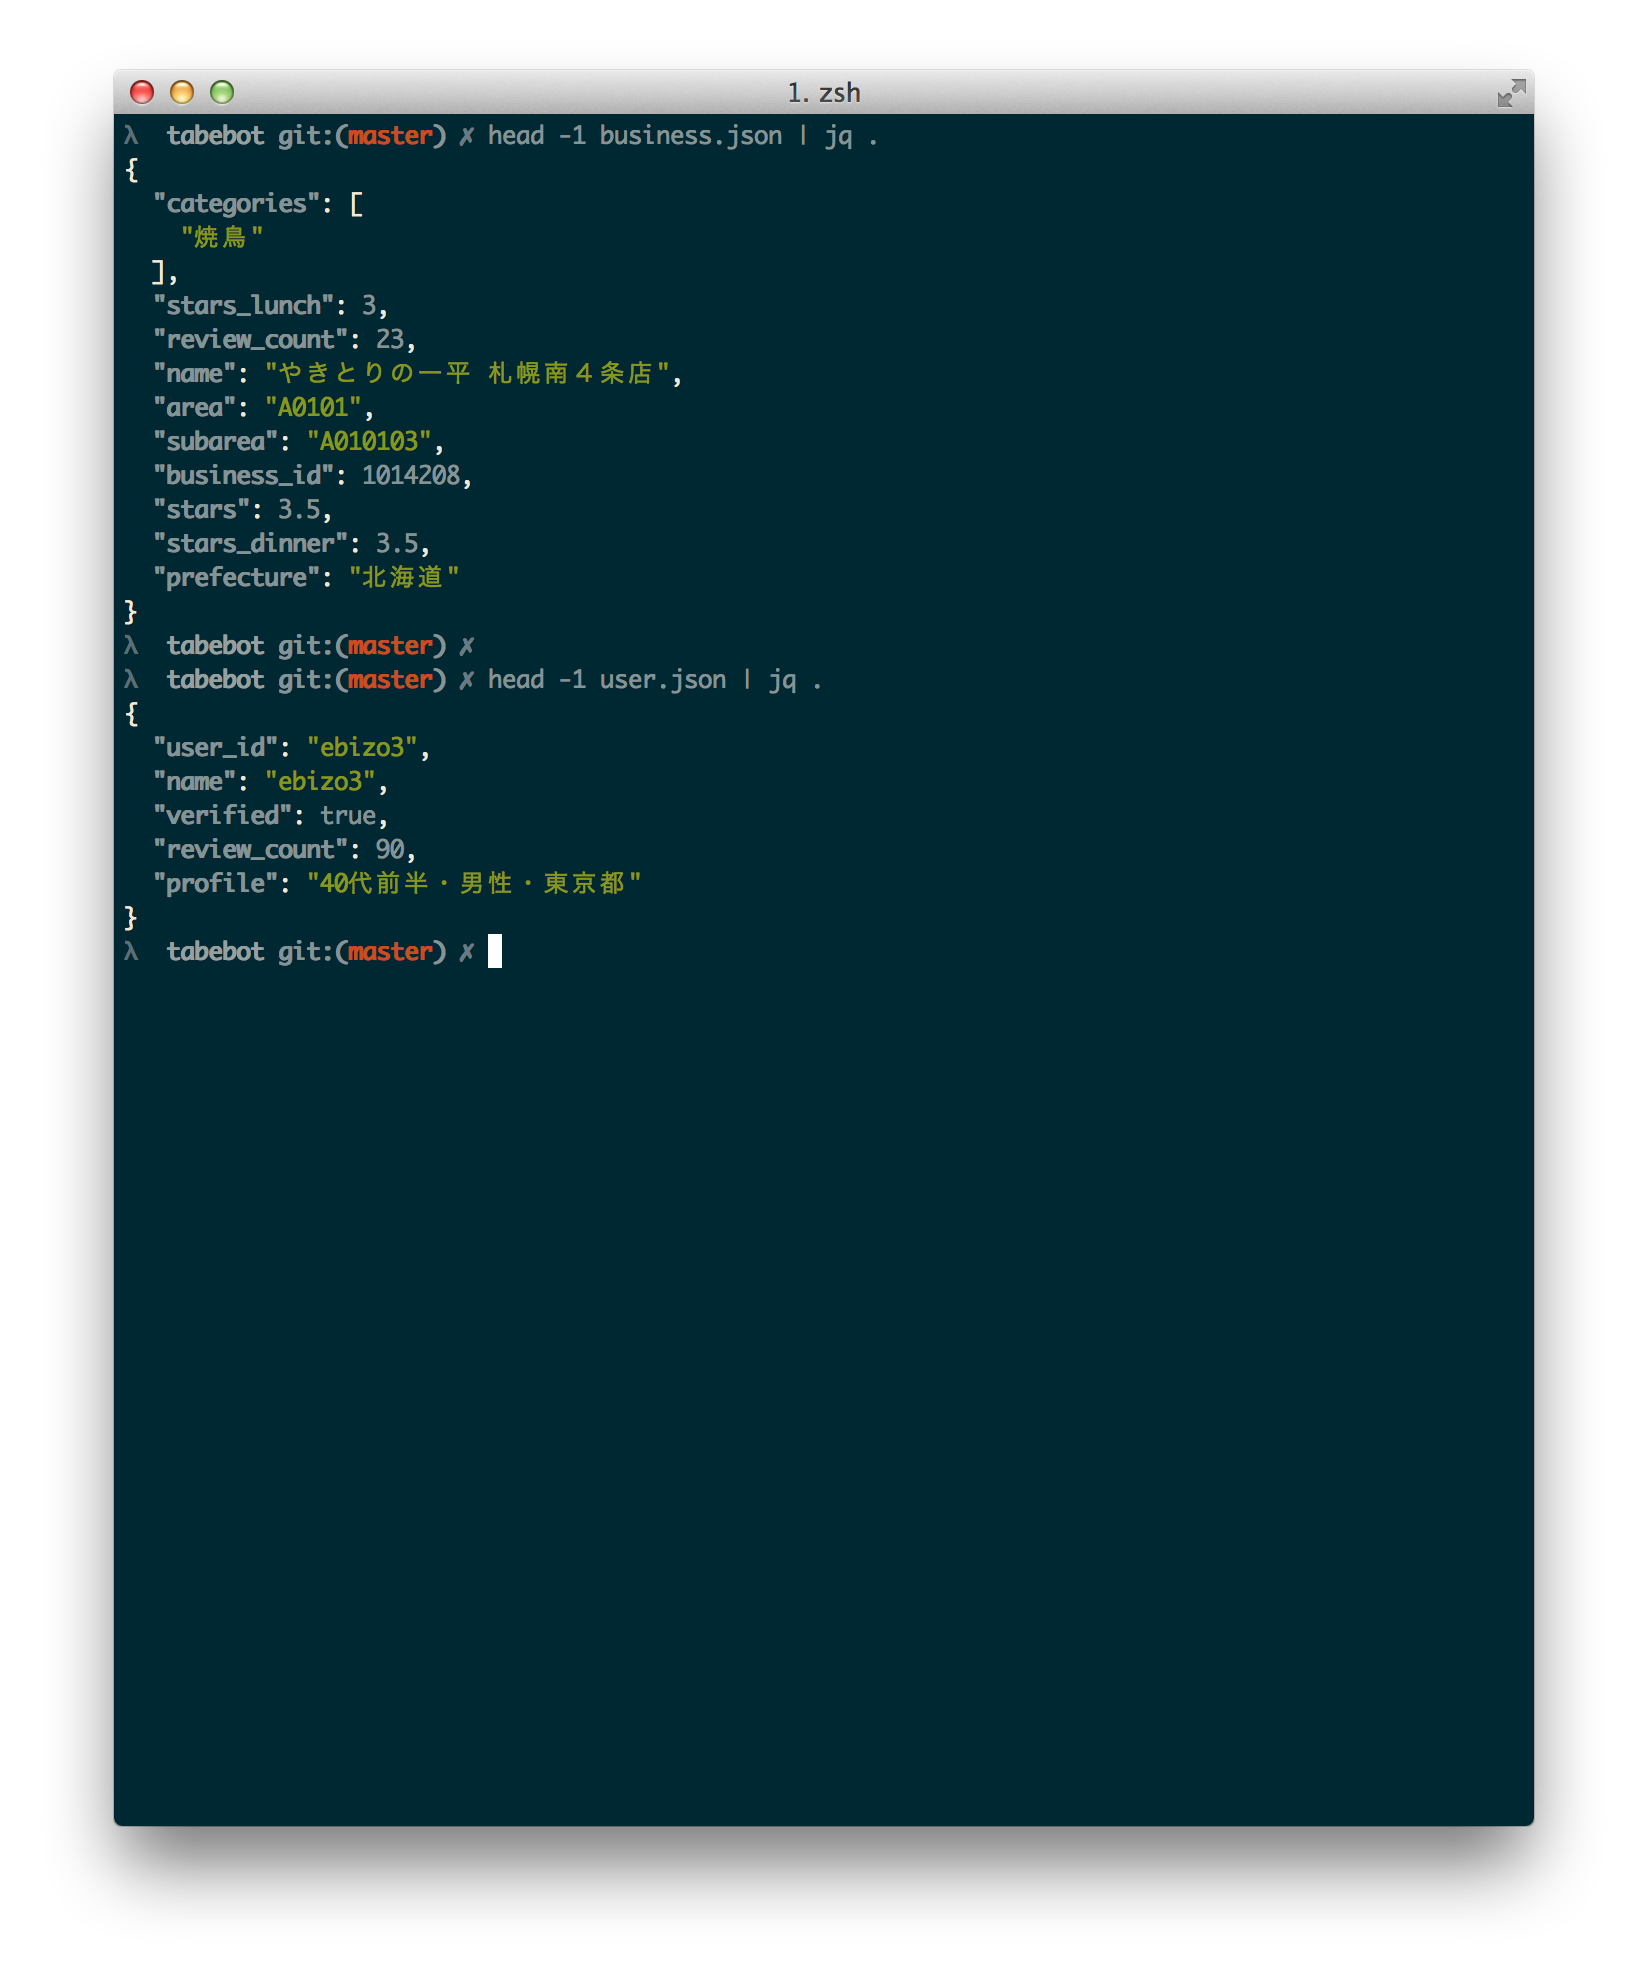 1. zsh
λ  tabebot git:(master) ✗ head -1 business.json | jq .
{
  "categories": [
    "焼鳥"
  ],
  "stars_lunch": 3,
  "review_count": 23,
  "name": "やきとりの一平 札幌南４条店",
  "area": "A0101",
  "subarea": "A010103",
  "business_id": 1014208,
  "stars": 3.5,
  "stars_dinner": 3.5,
  "prefecture": "北海道"
}
λ  tabebot git:(master) ✗
λ  tabebot git:(master) ✗ head -1 user.json | jq .
{
  "user_id": "ebizo3",
  "name": "ebizo3",
  "verified": true,
  "review_count": 90,
  "profile": "40代前半・男性・東京都"
}
λ  tabebot git:(master) ✗